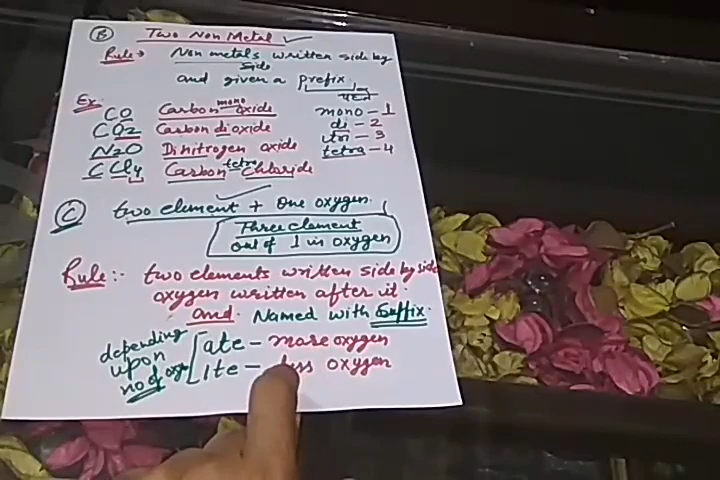 B Two Non Metal
Rule → Non metals written side by
side
and given a prefix
Ex CO Carbon mono oxide mono - 1
CO2 Carbon dioxide di - 2
N2O Dinitrogen oxide tri - 3
CCl4 Carbon tetra chloride tetra - 4
C two element + one oxygen.
Three element
out of 1 is oxygen
Rule:- two elements written side by side
oxygen written after it
and Named with Suffix.
depending upon no of oxy
ate - more oxygen
ite - less oxygen